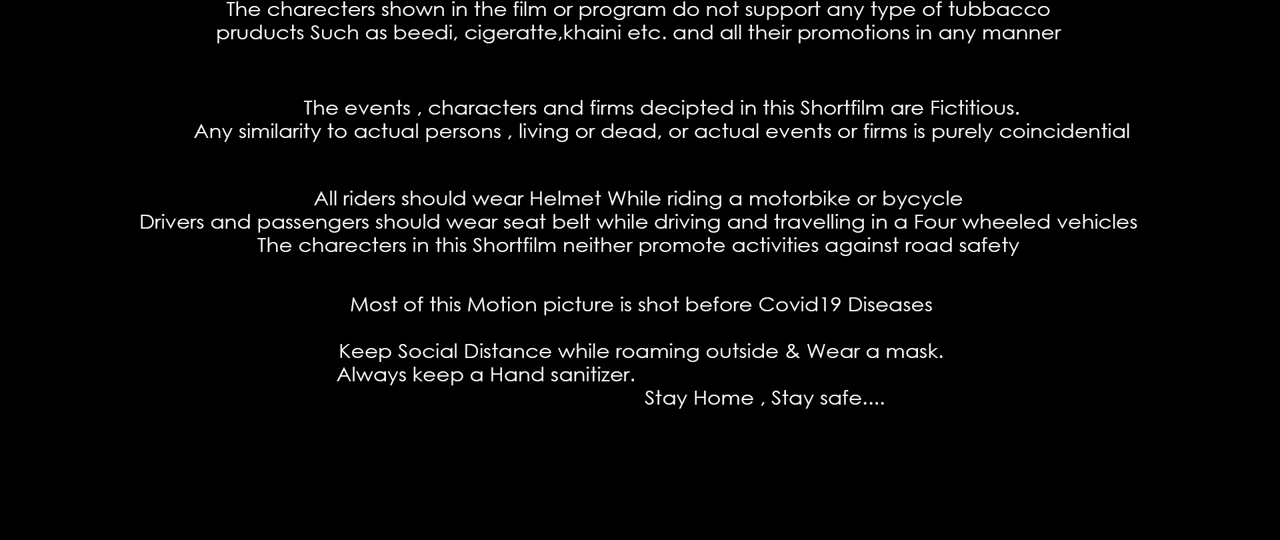 The charecters shown in the film or program do not support any type of tubbacco
pruducts Such as beedi, cigeratte,khaini etc. and all their promotions in any manner
The events , characters and firms decipted in this Shortfilm are Fictitious.
Any similarity to actual persons , living or dead, or actual events or firms is purely coincidential
All riders should wear Helmet While riding a motorbike or bycycle
Drivers and passengers should wear seat belt while driving and travelling in a Four wheeled vehicles
The charecters in this Shortfilm neither promote activities against road safety
Most of this Motion picture is shot before Covid19 Diseases
Keep Social Distance while roaming outside & Wear a mask.
Always keep a Hand sanitizer.
Stay Home , Stay safe....